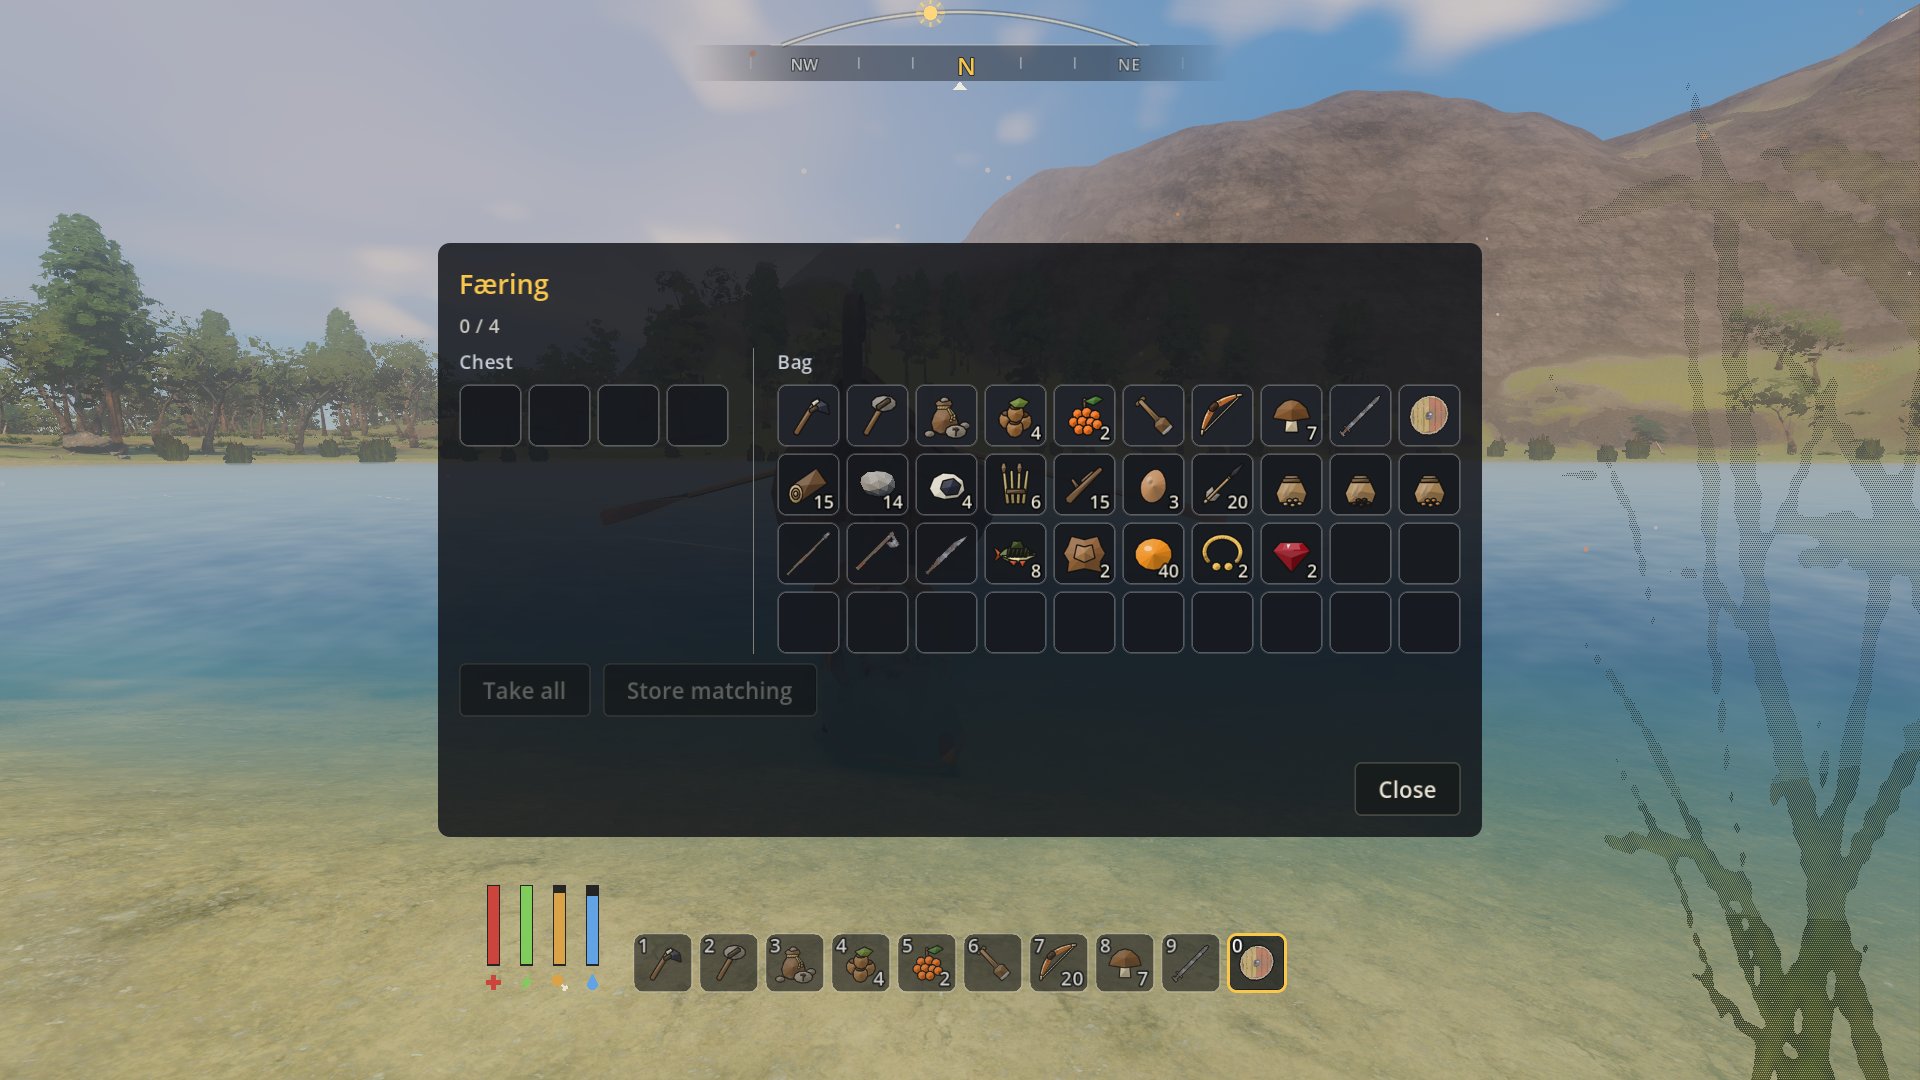 NW N NE
Færing
0 / 4
Chest
Bag
4 2 7
15 14 4 6 15 3 20
8 2 40 2 2
Take all
Store matching
Close
1 2 3 4 5 6 7 8 9 0
4 2 20 7